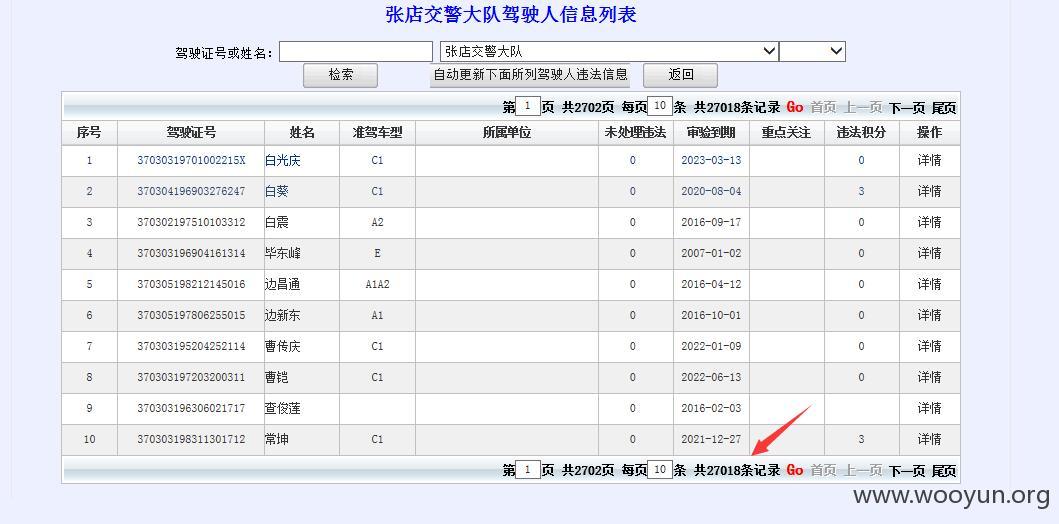 张店交警大队驾驶人信息列表
驾驶证号或姓名： 张店交警大队
检索 自动更新下面所列驾驶人违法信息 返回
第 1 页 共2702页 每页 10 条 共27018条记录 Go 首页 上一页 下一页 尾页
序号 驾驶证号 姓名 准驾车型 所属单位 未处理违法 审验到期 重点关注 违法积分 操作
1 37030319701002215X 白光庆 C1 0 2023-03-13 0 详情
2 370304196903276247 白葵 C1 0 2020-08-04 3 详情
3 370302197510103312 白震 A2 0 2016-09-17 0 详情
4 370302196904161314 毕东峰 E 0 2007-01-02 0 详情
5 370305198212145016 边昌通 A1A2 0 2016-04-12 0 详情
6 370305197806255015 边新东 A1 0 2016-10-01 0 详情
7 370303195204252114 曹传庆 C1 0 2022-01-09 0 详情
8 370303197203200311 曹铠 C1 0 2022-06-13 0 详情
9 370303196306021717 查俊莲 0 2016-02-03 详情
10 370303198311301712 常坤 C1 0 2021-12-27 3 详情
第 1 页 共2702页 每页 10 条 共27018条记录 Go 首页 上一页 下一页 尾页
www.wooyun.org